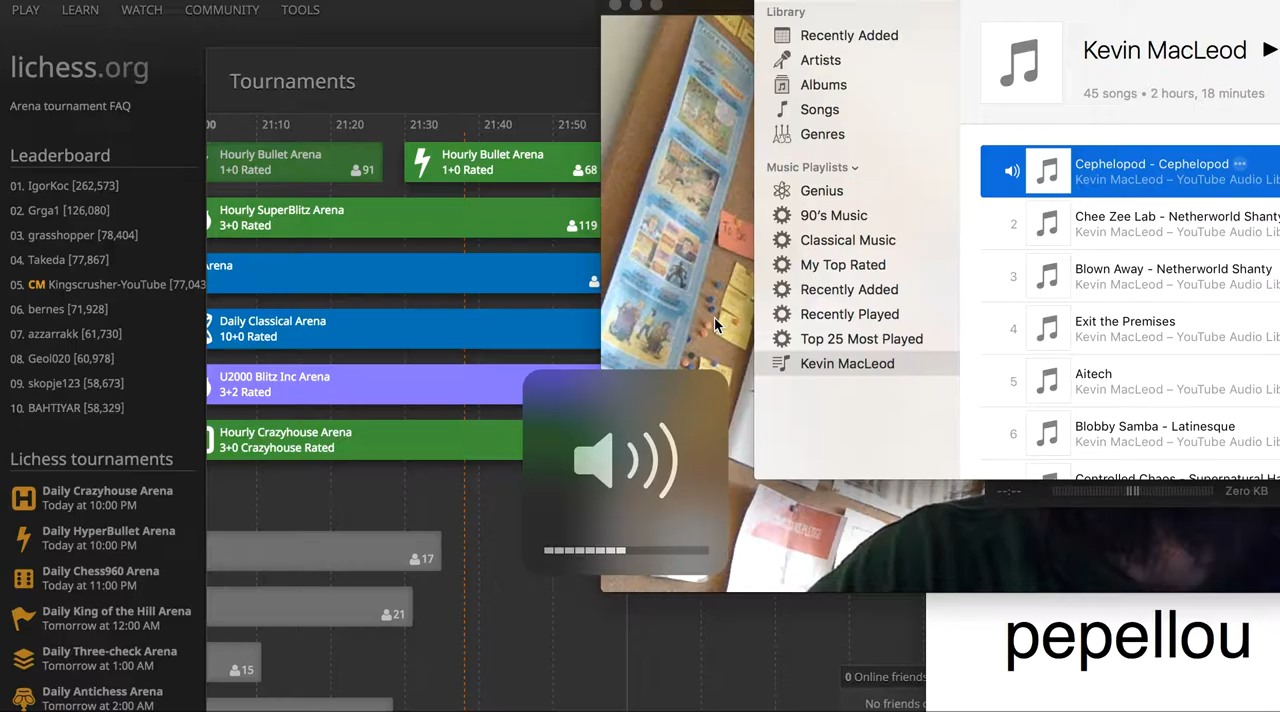 PLAY LEARN WATCH COMMUNITY TOOLS
lichess.org
Arena tournament FAQ
Leaderboard
01. IgorKoc [262,573]
02. Grga1 [126,080]
03. grasshopper [78,404]
04. Takeda [77,867]
05. CM Kingscrusher-YouTube [77,043
06. bernes [71,928]
07. azzarrakk [61,730]
08. Geol020 [60,978]
09. skopje123 [58,673]
10. BAHTIYAR [58,329]
Lichess tournaments
Daily Crazyhouse Arena
Today at 10:00 PM
Daily HyperBullet Arena
Today at 10:00 PM
Daily Chess960 Arena
Today at 11:00 PM
Daily King of the Hill Arena
Tomorrow at 12:00 AM
Daily Three-check Arena
Tomorrow at 1:00 AM
Daily Antichess Arena
Tomorrow at 2:00 AM
Tournaments
00 21:10 21:20 21:30 21:40 21:50
Hourly Bullet Arena
1+0 Rated 91
Hourly Bullet Arena
1+0 Rated 68
Hourly SuperBlitz Arena
3+0 Rated 119
Arena
Daily Classical Arena
10+0 Rated
U2000 Blitz Inc Arena
3+2 Rated
Hourly Crazyhouse Arena
3+0 Crazyhouse Rated
17
21
15
0 Online friends
No friends
Library
Recently Added
Artists
Albums
Songs
Genres
Music Playlists
Genius
90's Music
Classical Music
My Top Rated
Recently Added
Recently Played
Top 25 Most Played
Kevin MacLeod
Kevin MacLeod
45 songs • 2 hours, 18 minutes
Cephelopod - Cephelopod
Kevin MacLeod – YouTube Audio Lib
2 Chee Zee Lab - Netherworld Shanty
Kevin MacLeod – YouTube Audio Lib
3 Blown Away - Netherworld Shanty
Kevin MacLeod – YouTube Audio Lib
4 Exit the Premises
Kevin MacLeod – YouTube Audio Lib
5 Aitech
Kevin MacLeod – YouTube Audio Lib
6 Blobby Samba - Latinesque
Kevin MacLeod – YouTube Audio Lib
Controlled Chaos - Supernatural Ha
--:-- Zero KB
pepellou